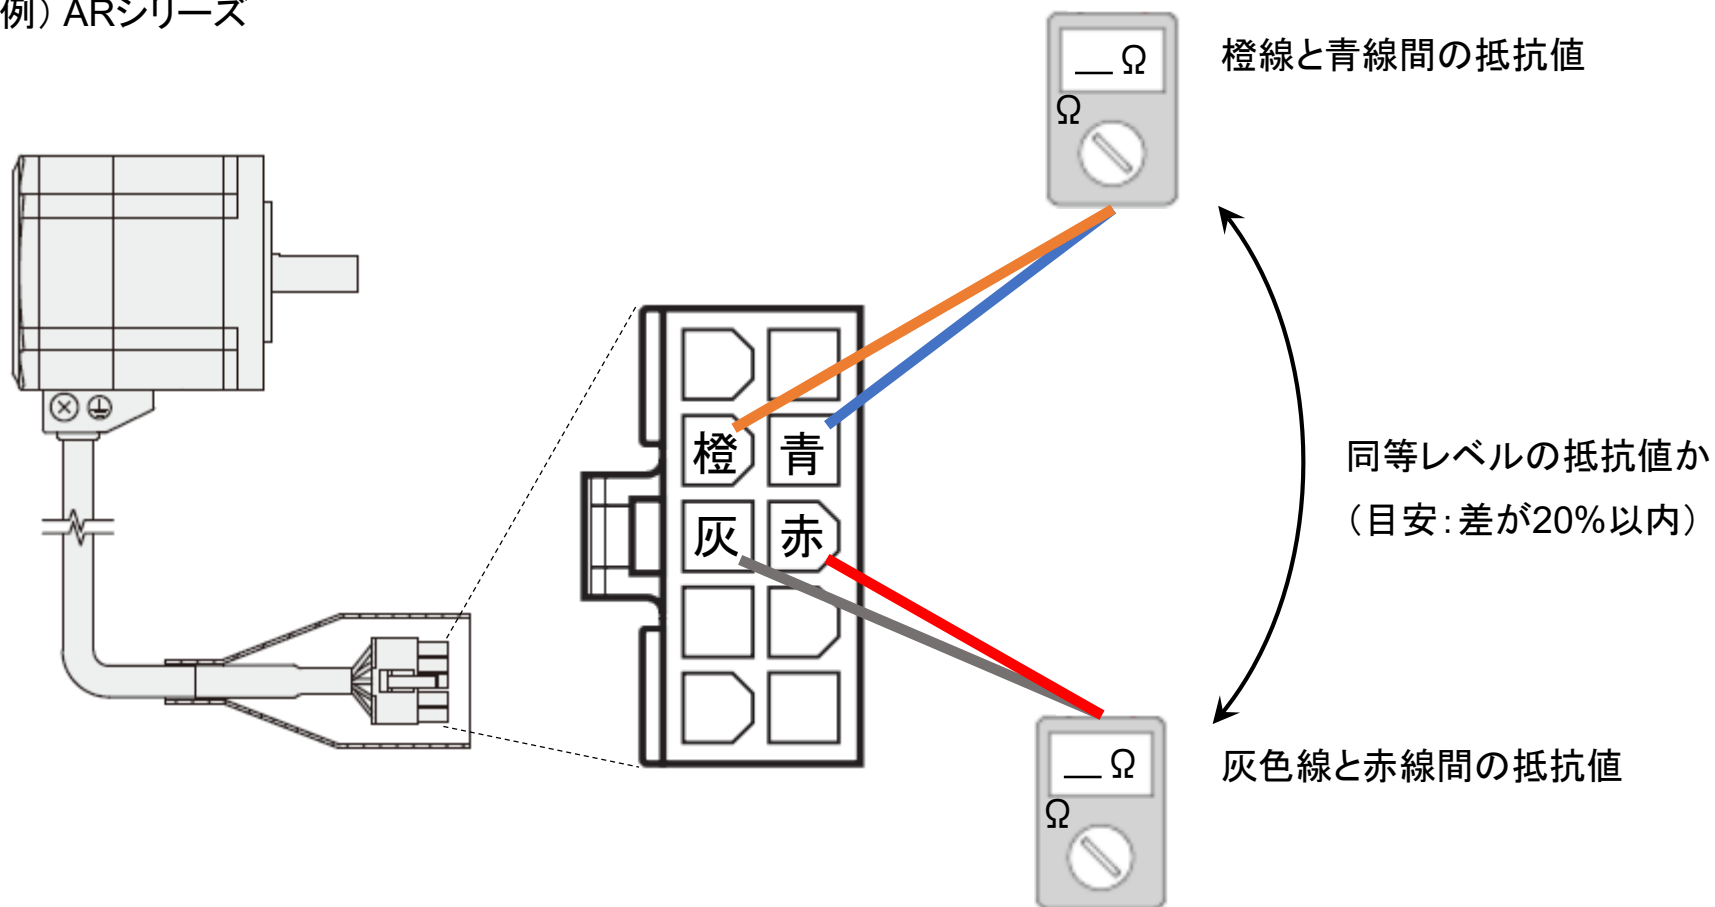 例）ARシリーズ
＿ Ω
Ω
橙線と青線間の抵抗値
橙 青
灰 赤
同等レベルの抵抗値か
（目安：差が20%以内）
＿ Ω
Ω
灰色線と赤線間の抵抗値